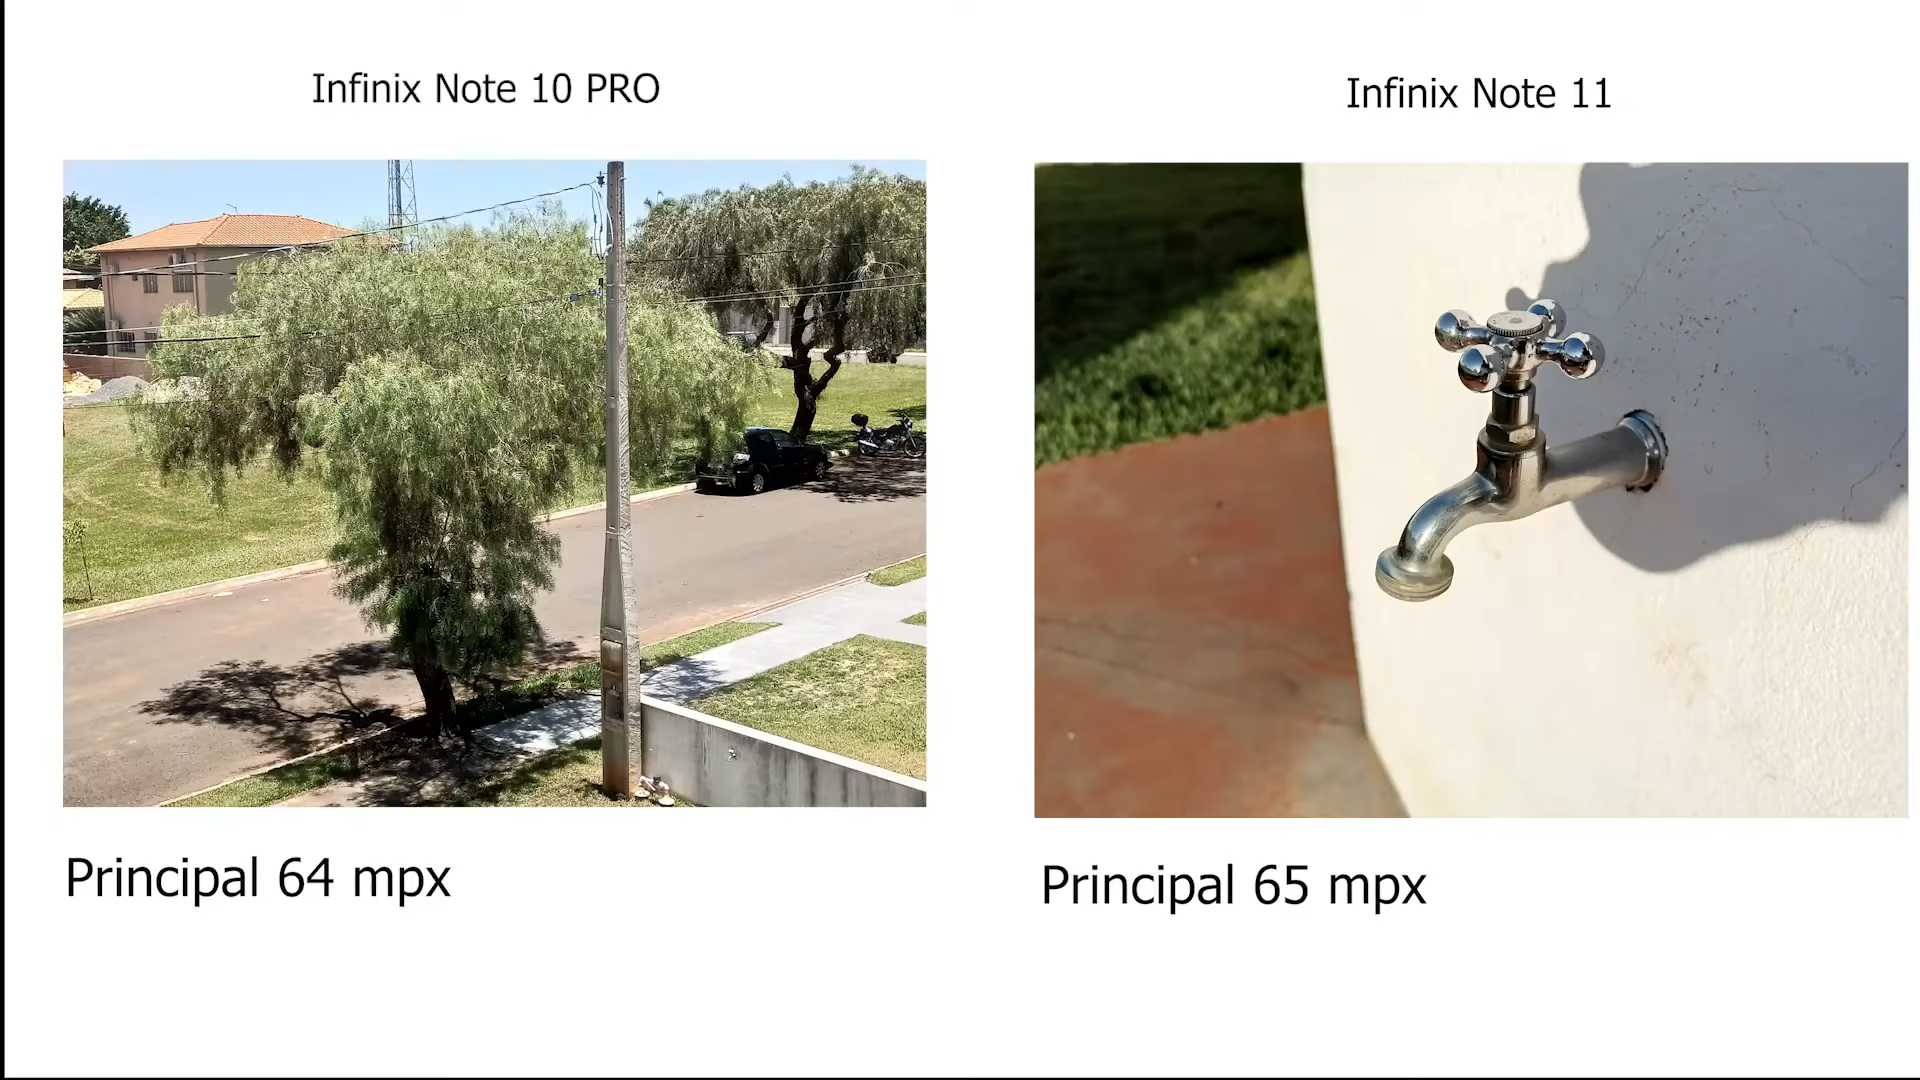 Infinix Note 10 PRO
Infinix Note 11
Principal 64 mpx
Principal 65 mpx